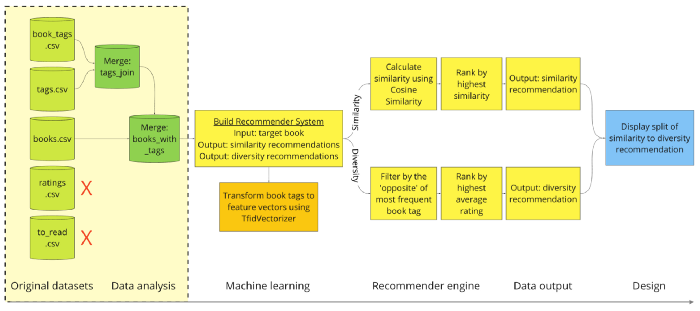 book_tags
.csv
tags.csv
books.csv
ratings
.csv
X
to_read
.csv
X
Merge:
tags_join
Merge:
books_with
_tags
Build Recommender System
Input: target book
Output: similarity recommendations
Output: diversity recommendations
Transform book tags to
feature vectors using
TfidVectorizer
Similarity
Diversity
Calculate
similarity using
Cosine
Similarity
Rank by
highest
similarity
Output: similarity
recommendation
Filter by the
'opposite' of
most frequent
book tag
Rank by
highest
average
rating
Output: diversity
recommendation
Display split of
similarity to diversity
recommendation
Original datasets
Data analysis
Machine learning
Recommender engine
Data output
Design